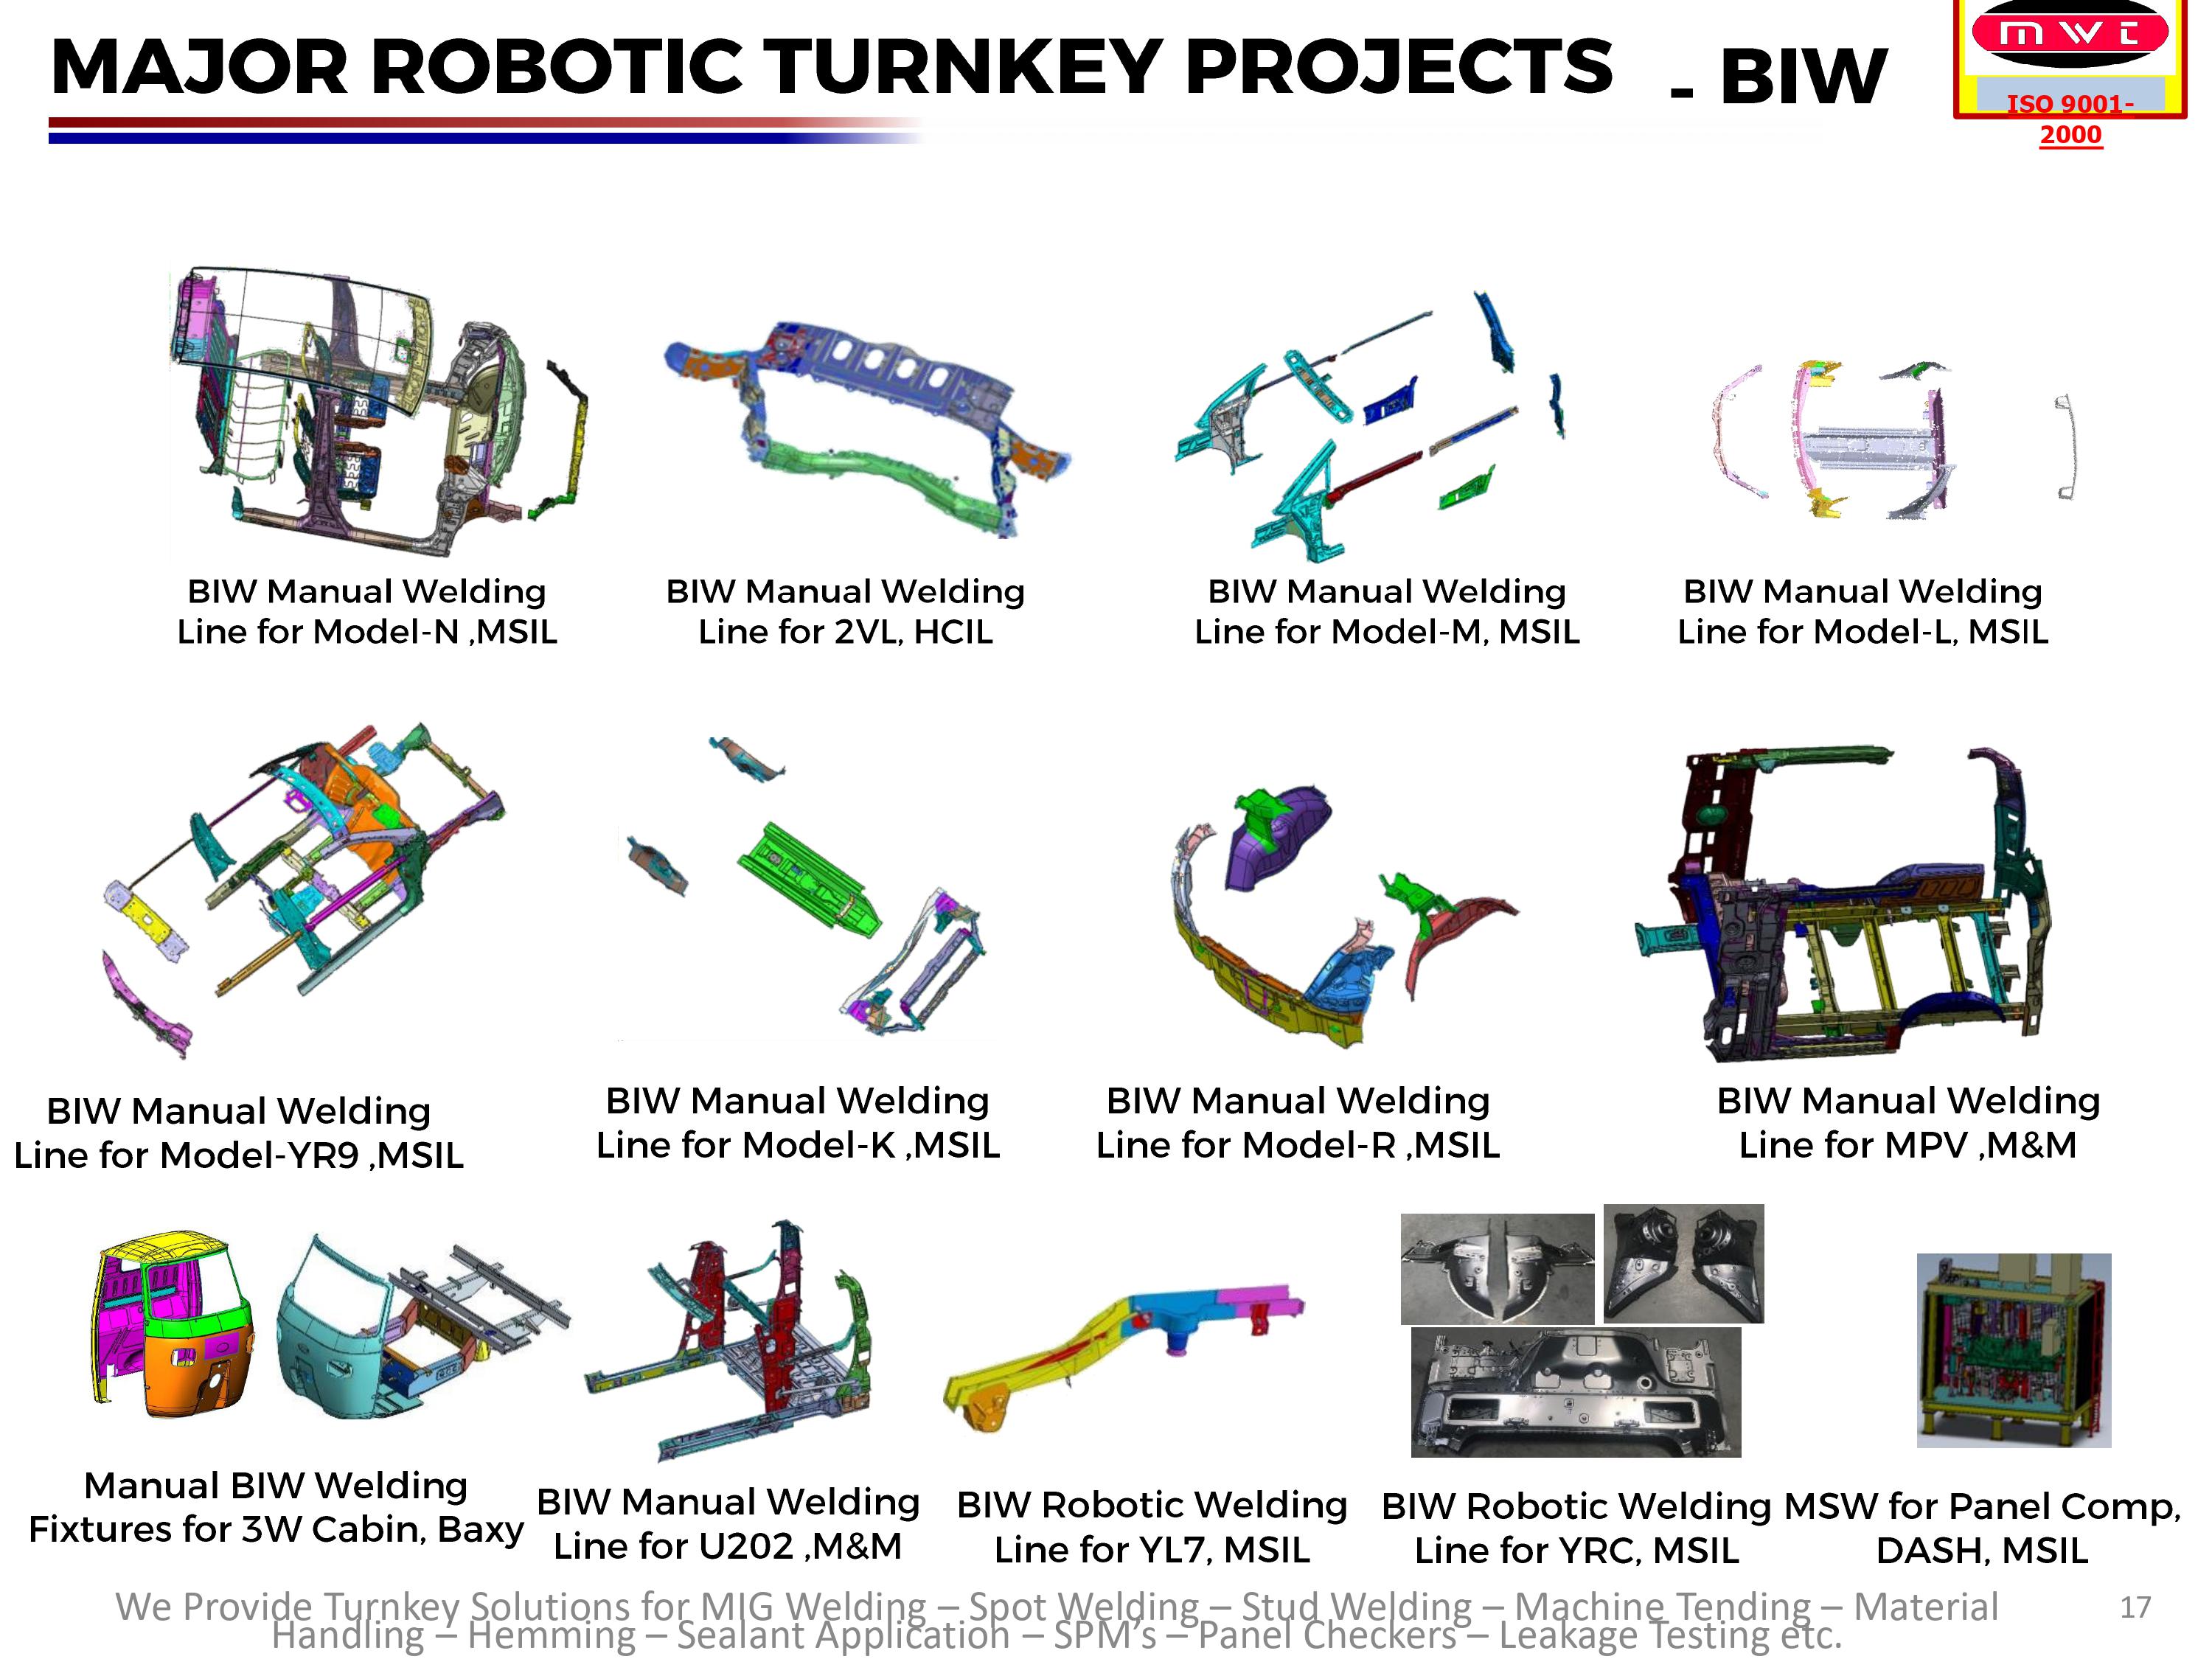 MAJOR ROBOTIC TURNKEY PROJECTS - BIW
mwt
ISO 9001-
2000
BIW Manual Welding
Line for Model-N ,MSIL
BIW Manual Welding
Line for 2VL, HCIL
BIW Manual Welding
Line for Model-M, MSIL
BIW Manual Welding
Line for Model-L, MSIL
BIW Manual Welding
Line for Model-YR9 ,MSIL
BIW Manual Welding
Line for Model-K ,MSIL
BIW Manual Welding
Line for Model-R ,MSIL
BIW Manual Welding
Line for MPV ,M&M
Manual BIW Welding
Fixtures for 3W Cabin, Baxy
BIW Manual Welding
Line for U202 ,M&M
BIW Robotic Welding
Line for YL7, MSIL
BIW Robotic Welding
Line for YRC, MSIL
MSW for Panel Comp,
DASH, MSIL
We Provide Turnkey Solutions for MIG Welding – Spot Welding – Stud Welding – Machine Tending – Material
Handling – Hemming – Sealant Application – SPM's – Panel Checkers – Leakage Testing etc.
17